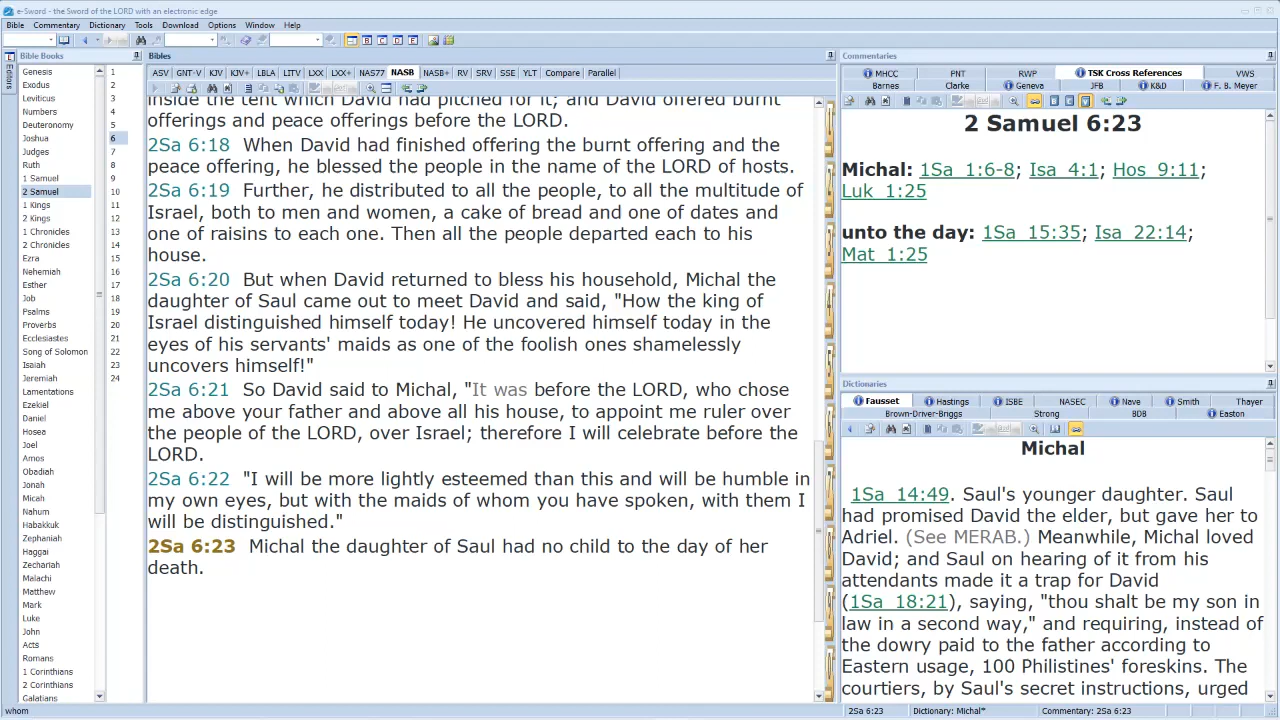 e-Sword - the Sword of the LORD with an electronic edge
Bible Commentary Dictionary Tools Download Options Window Help
B C D E
Editors
Bible Books
Genesis
Exodus
Leviticus
Numbers
Deuteronomy
Joshua
Judges
Ruth
1 Samuel
2 Samuel
1 Kings
2 Kings
1 Chronicles
2 Chronicles
Ezra
Nehemiah
Esther
Job
Psalms
Proverbs
Ecclesiastes
Song of Solomon
Isaiah
Jeremiah
Lamentations
Ezekiel
Daniel
Hosea
Joel
Amos
Obadiah
Jonah
Micah
Nahum
Habakkuk
Zephaniah
Haggai
Zechariah
Malachi
Matthew
Mark
Luke
John
Acts
Romans
1 Corinthians
2 Corinthians
Galatians
1
2
3
4
5
6
7
8
9
10
11
12
13
14
15
16
17
18
19
20
21
22
23
24
Bibles
ASV GNT-V KJV KJV+ LBLA LITV LXX LXX+ NAS77 NASB NASB+ RV SRV SSE YLT Compare Parallel
inside the tent which David had pitched for it; and David offered burnt
offerings and peace offerings before the LORD.
2Sa 6:18 When David had finished offering the burnt offering and the
peace offering, he blessed the people in the name of the LORD of hosts.
2Sa 6:19 Further, he distributed to all the people, to all the multitude of
Israel, both to men and women, a cake of bread and one of dates and
one of raisins to each one. Then all the people departed each to his
house.
2Sa 6:20 But when David returned to bless his household, Michal the
daughter of Saul came out to meet David and said, "How the king of
Israel distinguished himself today! He uncovered himself today in the
eyes of his servants' maids as one of the foolish ones shamelessly
uncovers himself!"
2Sa 6:21 So David said to Michal, "It was before the LORD, who chose
me above your father and above all his house, to appoint me ruler over
the people of the LORD, over Israel; therefore I will celebrate before the
LORD.
2Sa 6:22 "I will be more lightly esteemed than this and will be humble in
my own eyes, but with the maids of whom you have spoken, with them I
will be distinguished."
2Sa 6:23 Michal the daughter of Saul had no child to the day of her
death.
Commentaries
MHCC PNT RWP TSK Cross References VWS
Barnes Clarke Geneva JFB K&D F. B. Meyer
2 Samuel 6:23
Michal: 1Sa 1:6-8; Isa 4:1; Hos 9:11;
Luk 1:25
unto the day: 1Sa 15:35; Isa 22:14;
Mat 1:25
Dictionaries
Fausset Hastings ISBE NASEC Nave Smith Thayer
Brown-Driver-Briggs Strong BDB Easton
Michal
1Sa 14:49. Saul's younger daughter. Saul
had promised David the elder, but gave her to
Adriel. (See MERAB.) Meanwhile, Michal loved
David; and Saul on hearing of it from his
attendants made it a trap for David
(1Sa 18:21), saying, "thou shalt be my son in
law in a second way," and requiring, instead of
the dowry paid to the father according to
Eastern usage, 100 Philistines' foreskins. The
courtiers, by Saul's secret instructions, urged
whom 2Sa 6:23 Dictionary: Michal* Commentary: 2Sa 6:23